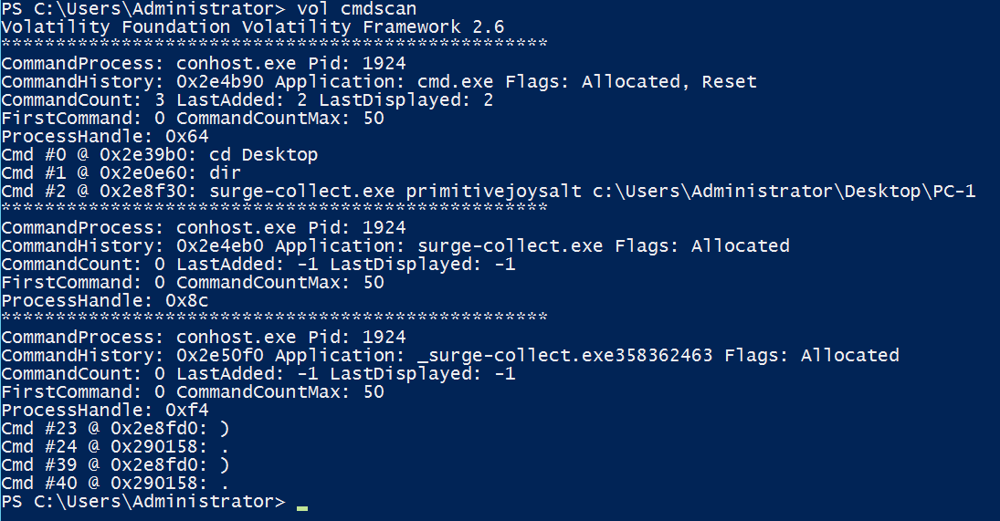 PS C:\Users\Administrator> vol cmdscan
Volatility Foundation Volatility Framework 2.6
**************************************************
CommandProcess: conhost.exe Pid: 1924
CommandHistory: 0x2e4b90 Application: cmd.exe Flags: Allocated, Reset
CommandCount: 3 LastAdded: 2 LastDisplayed: 2
FirstCommand: 0 CommandCountMax: 50
ProcessHandle: 0x64
Cmd #0 @ 0x2e39b0: cd Desktop
Cmd #1 @ 0x2e0e60: dir
Cmd #2 @ 0x2e8f30: surge-collect.exe primitivejoysalt c:\Users\Administrator\Desktop\PC-1
**************************************************
CommandProcess: conhost.exe Pid: 1924
CommandHistory: 0x2e4eb0 Application: surge-collect.exe Flags: Allocated
CommandCount: 0 LastAdded: -1 LastDisplayed: -1
FirstCommand: 0 CommandCountMax: 50
ProcessHandle: 0x8c
**************************************************
CommandProcess: conhost.exe Pid: 1924
CommandHistory: 0x2e50f0 Application: _surge-collect.exe358362463 Flags: Allocated
CommandCount: 0 LastAdded: -1 LastDisplayed: -1
FirstCommand: 0 CommandCountMax: 50
ProcessHandle: 0xf4
Cmd #23 @ 0x2e8fd0: )
Cmd #24 @ 0x290158: .
Cmd #39 @ 0x2e8fd0: )
Cmd #40 @ 0x290158: .
PS C:\Users\Administrator>